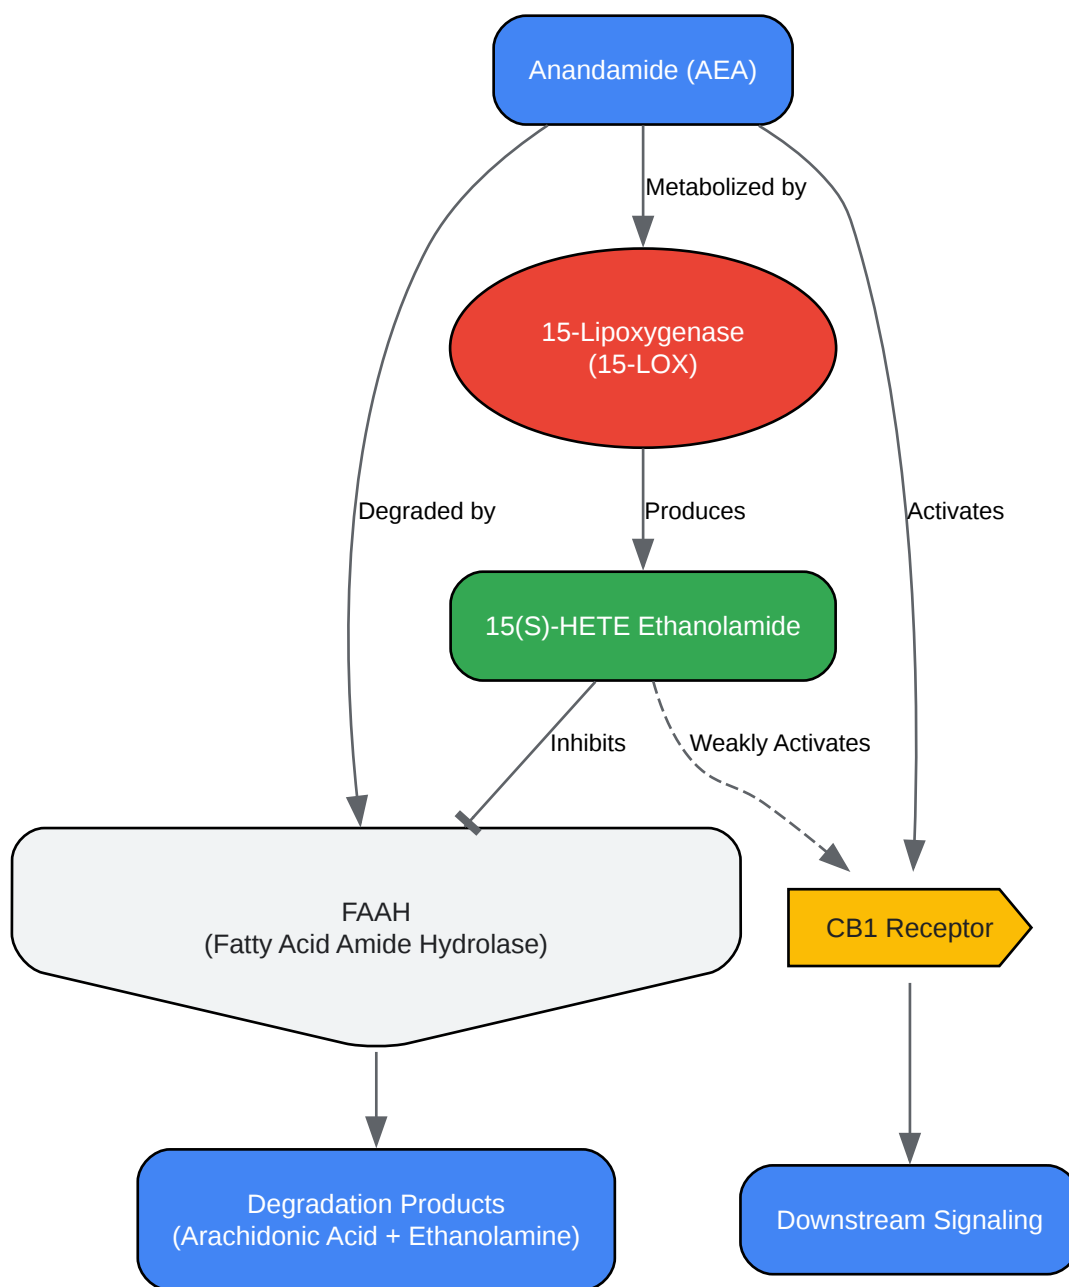 Anandamide (AEA)
Metabolized by
15-Lipoxygenase
(15-LOX)
Degraded by
Produces
Activates
15(S)-HETE Ethanolamide
Inhibits
Weakly Activates
FAAH
(Fatty Acid Amide Hydrolase)
CB1 Receptor
Degradation Products
(Arachidonic Acid + Ethanolamine)
Downstream Signaling